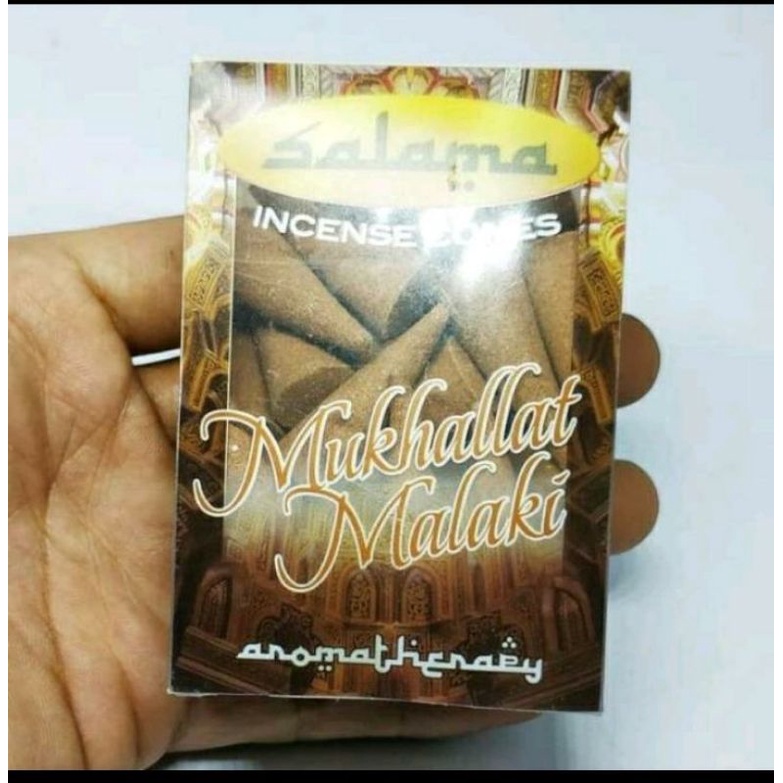 Salama
INCENSE CONES
Mukhallat
Malaki
aromatherapy